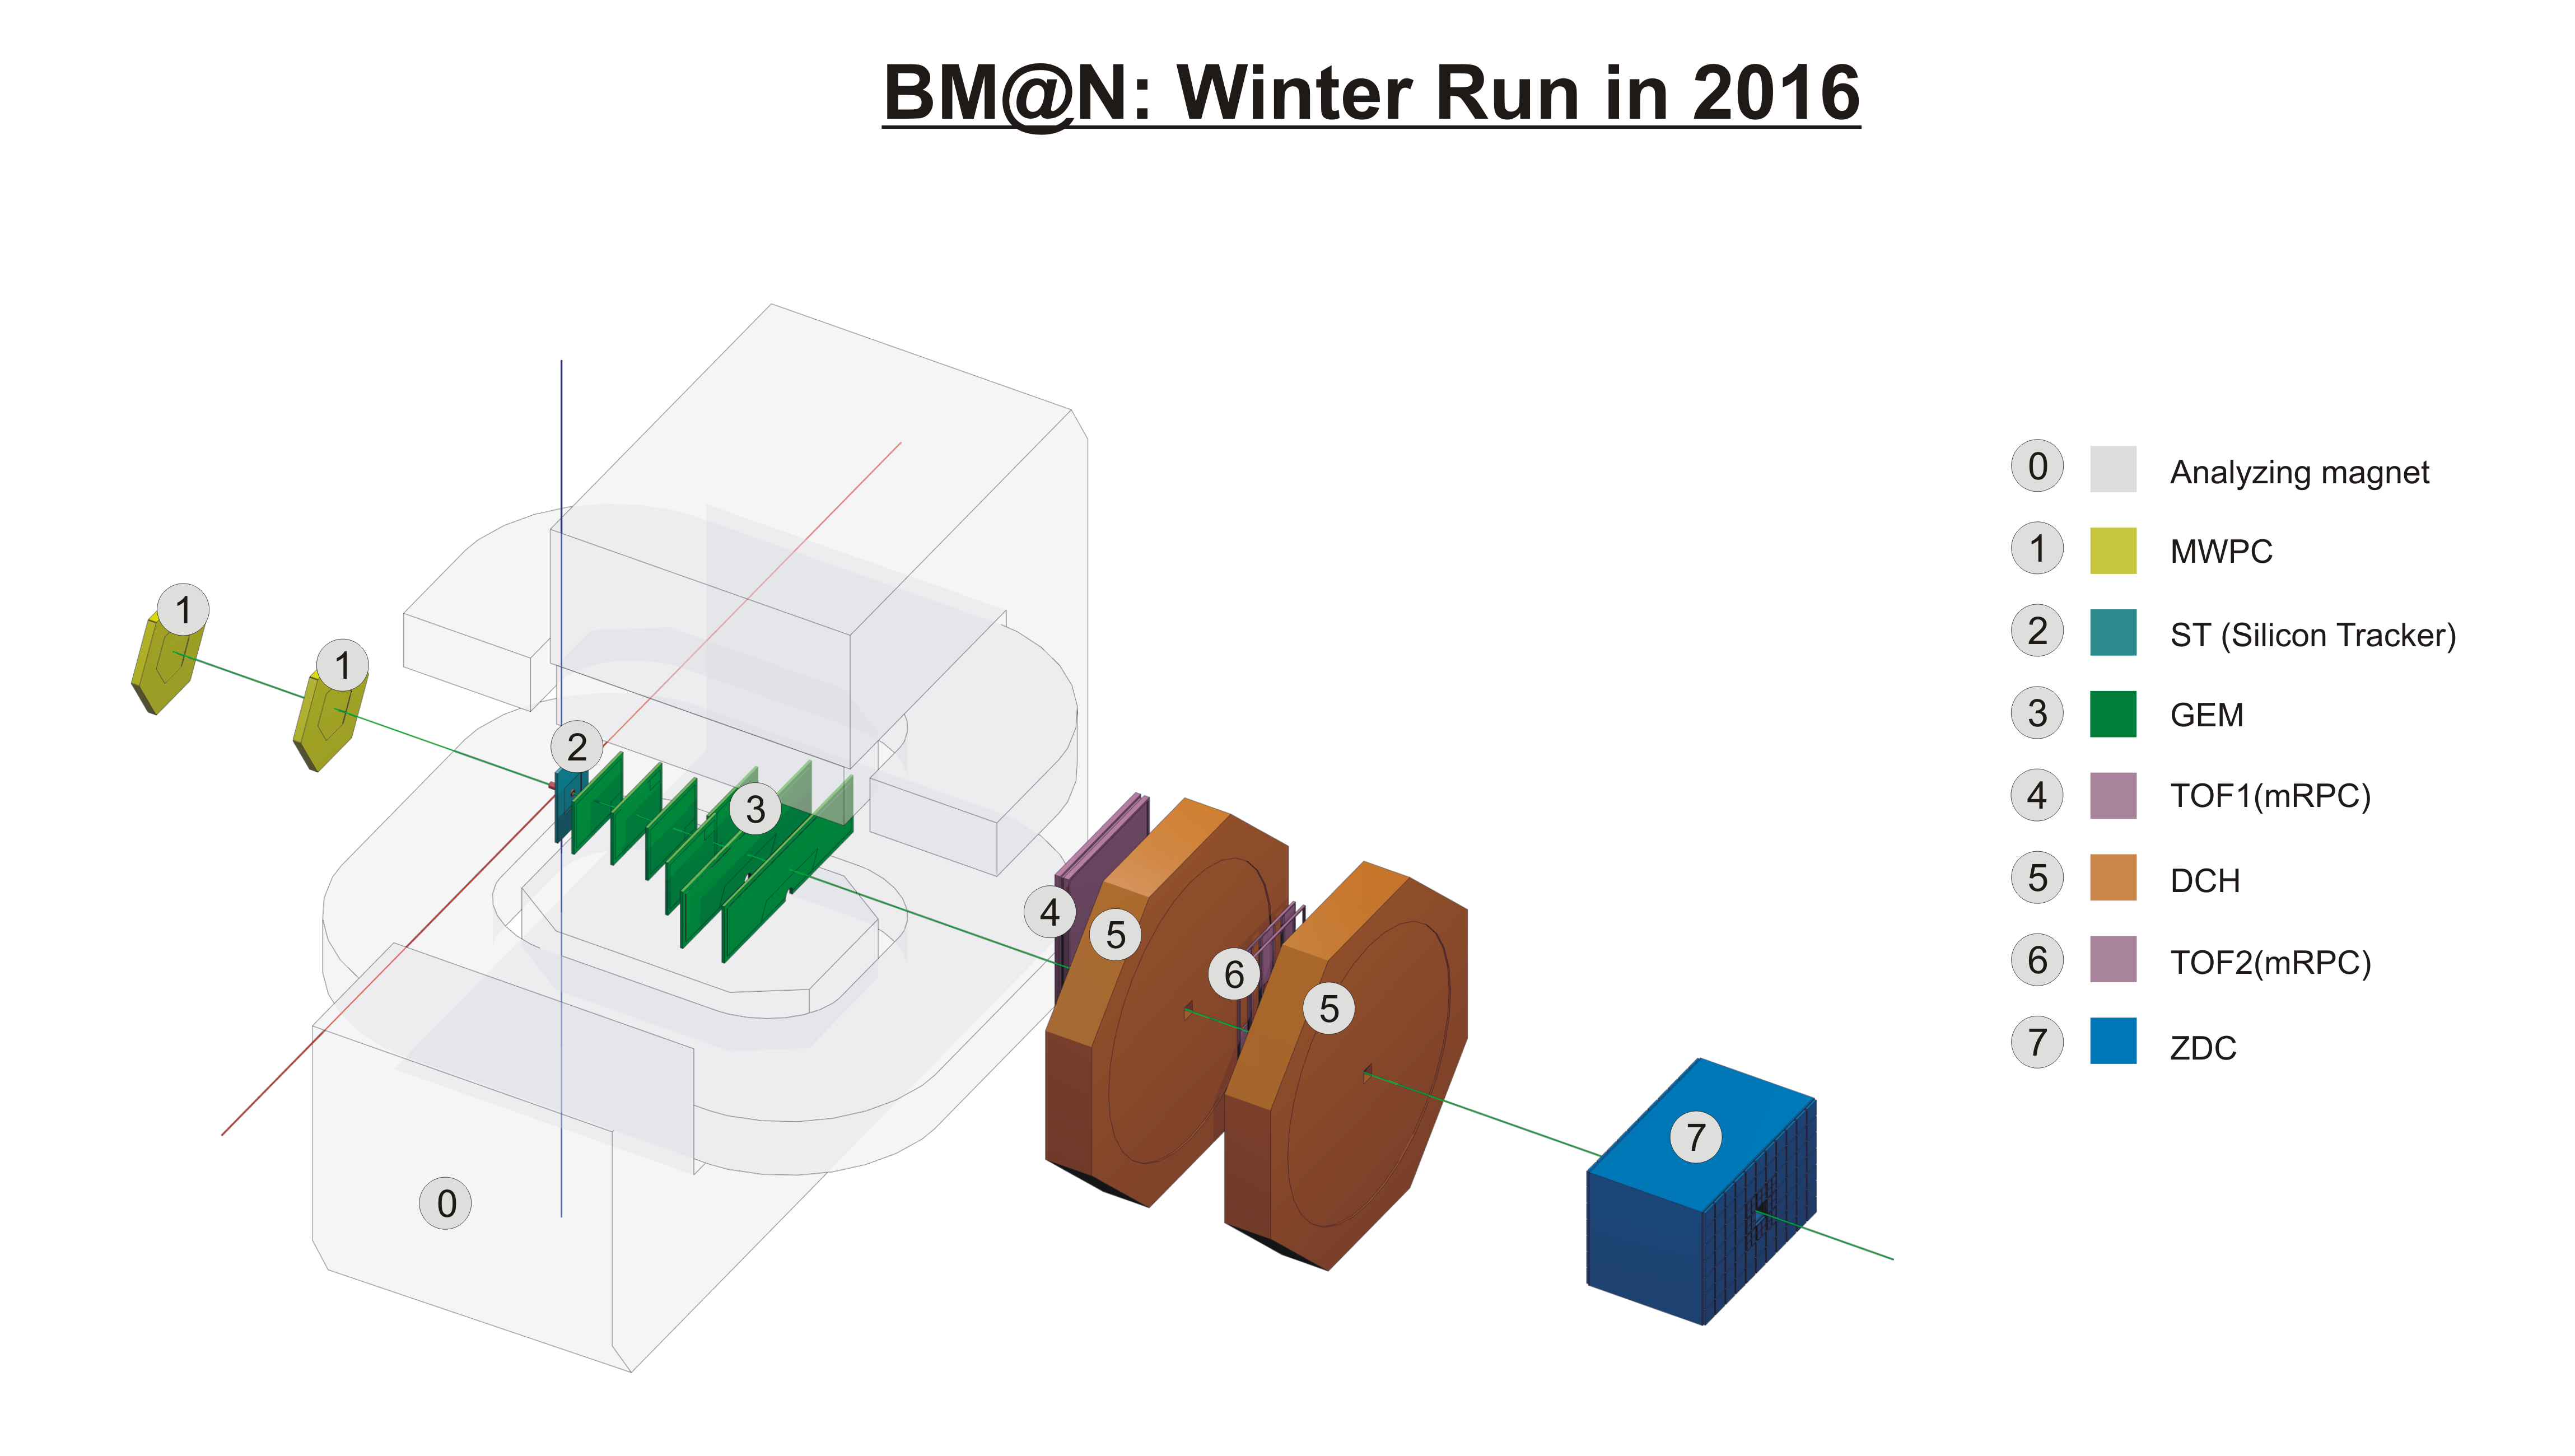 BM@N: Winter Run in 2016
1
1
2
3
4
5
6
5
7
0
0 Analyzing magnet
1 MWPC
2 ST (Silicon Tracker)
3 GEM
4 TOF1(mRPC)
5 DCH
6 TOF2(mRPC)
7 ZDC